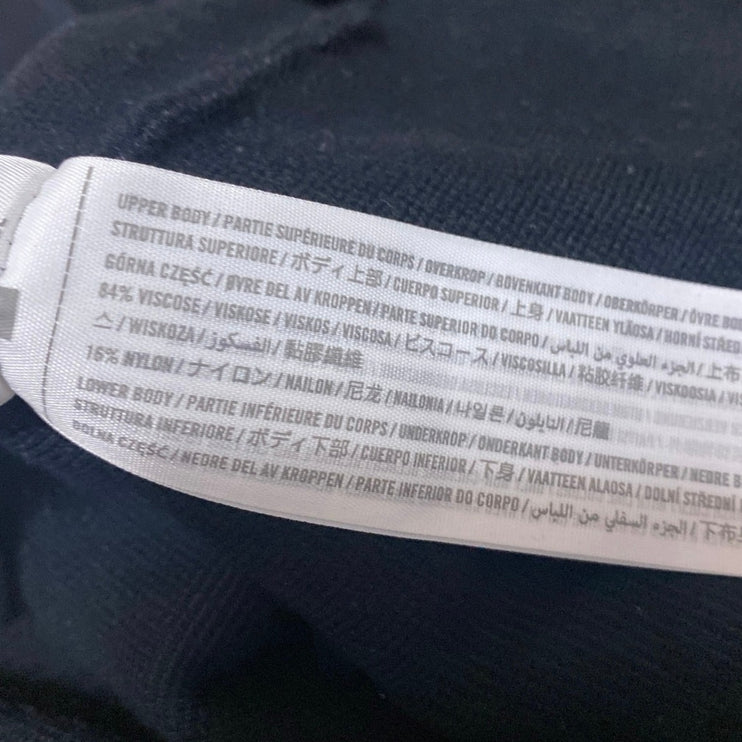 UPPER BODY / PARTIE SUPÉRIEURE DU CORPS / OVERKROP / BOVENKANT BODY / OBERKÖRPER / ÖVRE
STRUTTURA SUPERIORE / ボディ上部 / CUERPO SUPERIOR / 上身 / VAATTEEN YLÄOSA / HORNÍ
GÓRNA CZĘŚĆ / ØVRE DEL AV KROPPEN / PARTE SUPERIOR DO CORPO / الجزء العلوي من اللباس / 上布
84% VISCOSE / VISKOSE / VISKOS / VISCOSA / ビスコース / VISCOSILLA / 粘胶纤维 / VISKOOSIA /
스 / WISKOZA / الفسكوز / 黏膠纖維
16% NYLON / ナイロン / NAILON / 尼龙 / NAILONIA / 나일론 / النايلون / 尼龍
LOWER BODY / PARTIE INFÉRIEURE DU CORPS / UNDERKROP / ONDERKANT BODY / UNTERKÖRPER / NEDRE
STRUTTURA INFERIORE / ボディ下部 / CUERPO INFERIOR / 下身 / VAATTEEN ALAOSA / DOLNÍ STŘEDNÍ
DOLNA CZĘŚĆ / NEDRE DEL AV KROPPEN / PARTE INFERIOR DO CORPO / الجزء السفلي من اللباس / 下布